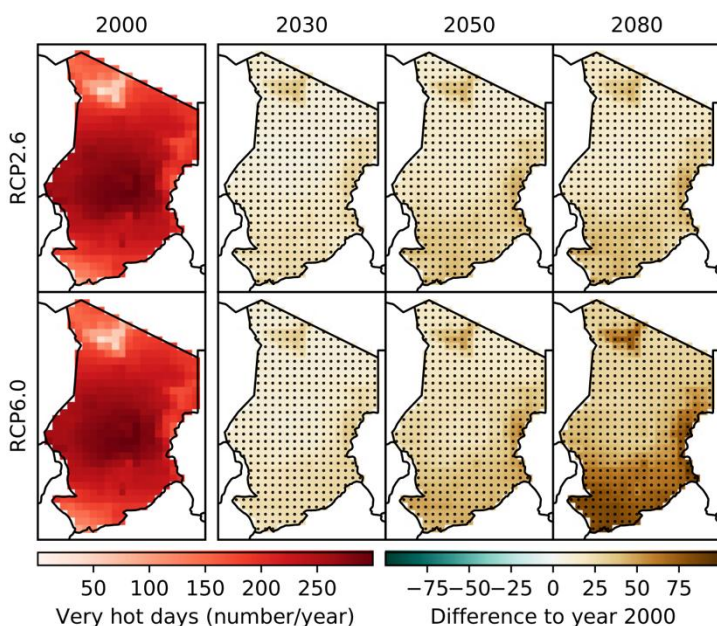 2000 2030 2050 2080
RCP2.6
RCP6.0
50 100 150 200 250
−75 −50 −25 0 25 50 75
Very hot days (number/year) Difference to year 2000